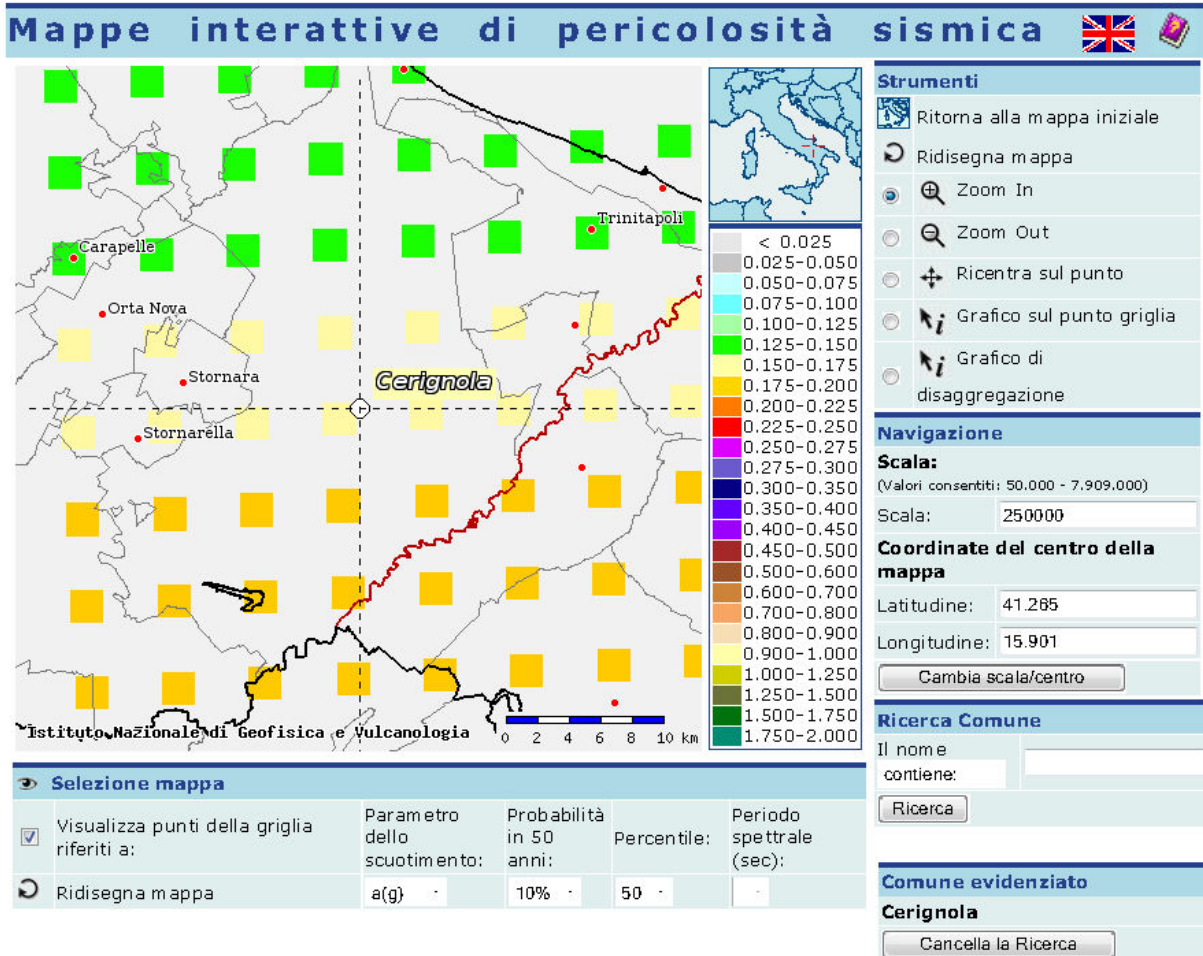 Mappe interattive di pericolosità sismica
Carapelle
Orta Nova
Trinitapoli
Stornara
Cerignola
Stornarella
Istituto Nazionale di Geofisica e Vulcanologia
0 2 4 6 8 10 km
< 0.025
0.025-0.050
0.050-0.075
0.075-0.100
0.100-0.125
0.125-0.150
0.150-0.175
0.175-0.200
0.200-0.225
0.225-0.250
0.250-0.275
0.275-0.300
0.300-0.350
0.350-0.400
0.400-0.450
0.450-0.500
0.500-0.600
0.600-0.700
0.700-0.800
0.800-0.900
0.900-1.000
1.000-1.250
1.250-1.500
1.500-1.750
1.750-2.000
Strumenti
Ritorna alla mappa iniziale
Ridisegna mappa
Zoom In
Zoom Out
Ricentra sul punto
i Grafico sul punto griglia
i Grafico di
disaggregazione
Navigazione
Scala:
(Valori consentiti: 50.000 - 7.909.000)
Scala: 250000
Coordinate del centro della
mappa
Latitudine: 41.265
Longitudine: 15.901
Cambia scala/centro
Ricerca Comune
Il nome
contiene:
Ricerca
Comune evidenziato
Cerignola
Cancella la Ricerca
Selezione mappa
Visualizza punti della griglia
riferiti a:
Parametro
dello
scuotimento:
Probabilità
in 50
anni:
Percentile:
Periodo
spettrale
(sec):
Ridisegna mappa
a(g) - 10% - 50 - -